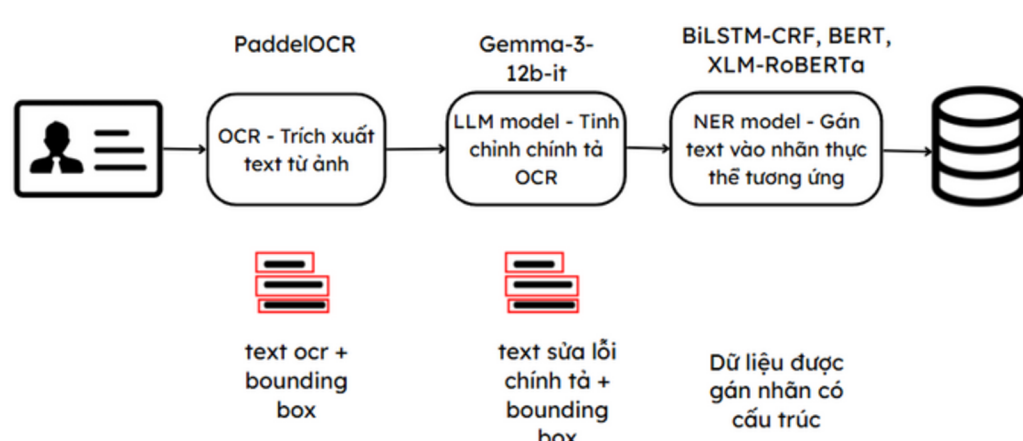 PaddelOCR
Gemma-3-
12b-it
BiLSTM-CRF, BERT,
XLM-RoBERTa
OCR - Trích xuất
text từ ảnh
LLM model - Tinh
chỉnh chính tả
OCR
NER model - Gán
text vào nhãn thực
thể tương ứng
text ocr +
bounding
box
text sửa lỗi
chính tả +
bounding
box
Dữ liệu được
gán nhãn có
cấu trúc